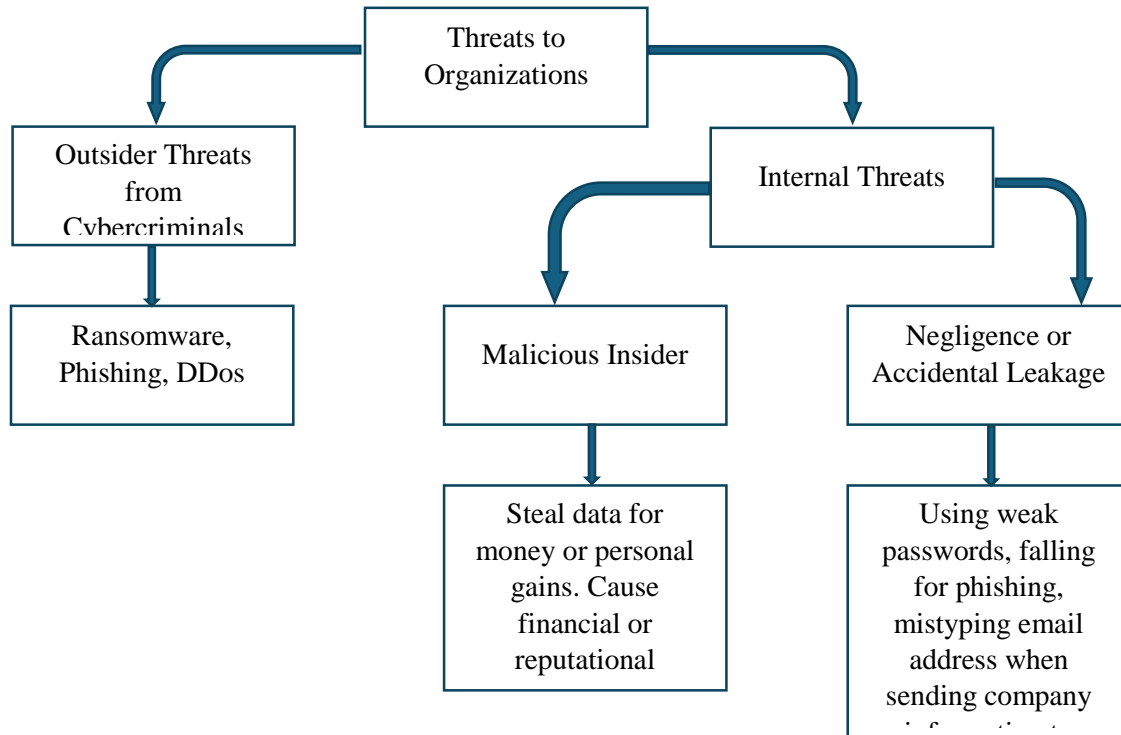 Threats to
Organizations
Outsider Threats
from
Cybercriminals
Internal Threats
Ransomware,
Phishing, DDos
Malicious Insider
Negligence or
Accidental Leakage
Steal data for
money or personal
gains. Cause
financial or
reputational
Using weak
passwords, falling
for phishing,
mistyping email
address when
sending company